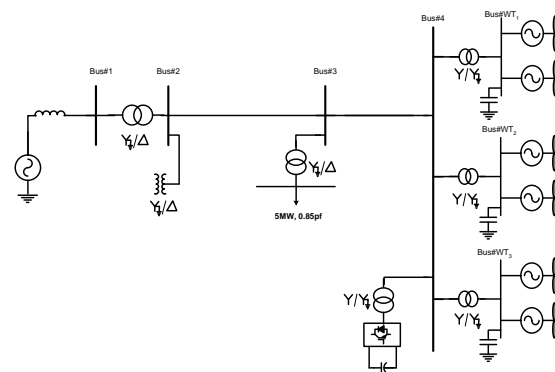 Bus#4
Bus#WT1
Bus#1
Bus#2
Bus#3
Y/Y
Y/Δ
Y/Δ
Y/Δ
5MW, 0.85pf
Bus#WT2
Y/Y
Bus#WT3
Y/Y
Y/Y